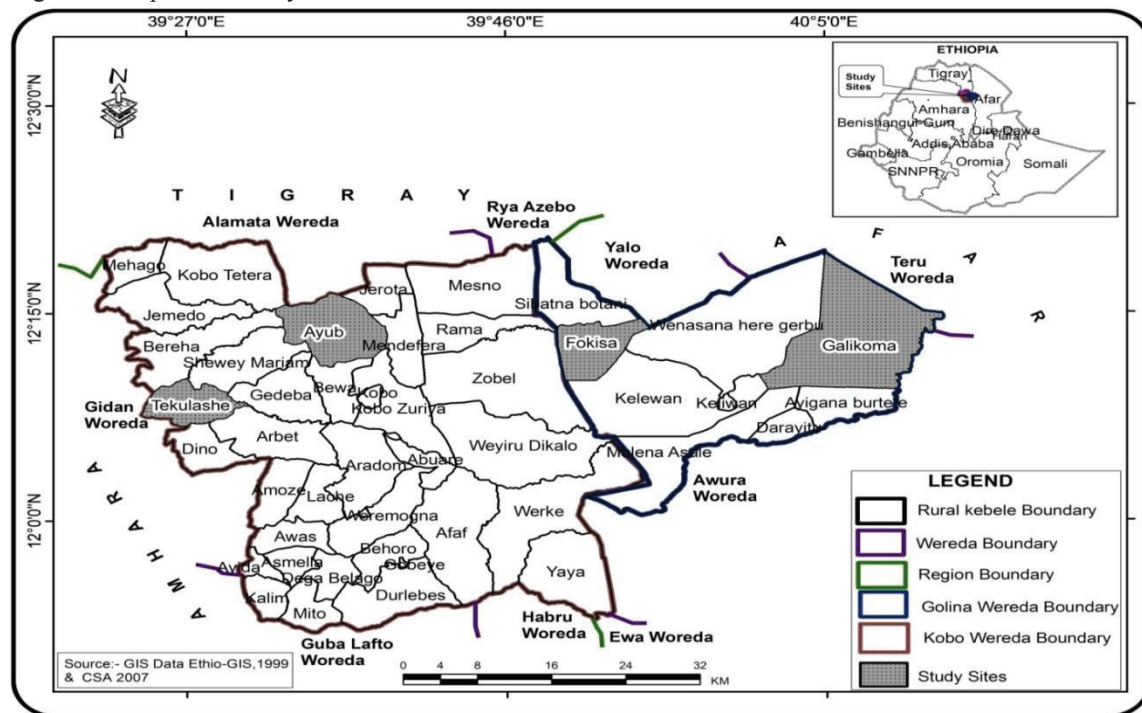 39°27'0"E
39°46'0"E
40°5'0"E
12°30'0"N
12°15'0"N
12°0'0"N
N
ETHIOPIA
Study
Sites
Tigray
Afar
Amhara
Benishangul-Gum
Dire Dawa
Harari
Addis Ababa
Gambella
Oromia
Somali
SNNPR
T I G R A Y
Alamata Wereda
Rya Azebo
Wereda
Yalo
Woreda
A F A R
Teru
Woreda
Mehago
Kobo Tetera
Jerota
Mesno
Sibatna botani
Jemedo
Ayub
Mendefera
Rama
Fokisa
Wenasana here gerbu
Galikoma
Bereha
Shewey Mariam
Zobel
Gedeba
Bewa
Kobo
Kobo Zuriya
Kelewan
Keliwan
Ayigana burtele
Gidan
Woreda
Tekulashe
Darayitu
Dino
Arbet
Weyiru Dikalo
Mulena Asale
Aradom
Abuare
Awura
Woreda
A M H A R A
Amoze
Laohe
Woremogna
Afaf
Werke
Awas
Behoro
Gobeye
Ayida
Asmella
Dega Belago
Yaya
Kalim
Mito
Durlebes
Guba Lafto
Woreda
Habru
Woreda
Ewa Woreda
LEGEND
Rural kebele Boundary
Wereda Boundary
Region Boundary
Golina Wereda Boundary
Kobo Wereda Boundary
Study Sites
Source:- GIS Data Ethio-GIS,1999
& CSA 2007
0 4 8 16 24 32
KM